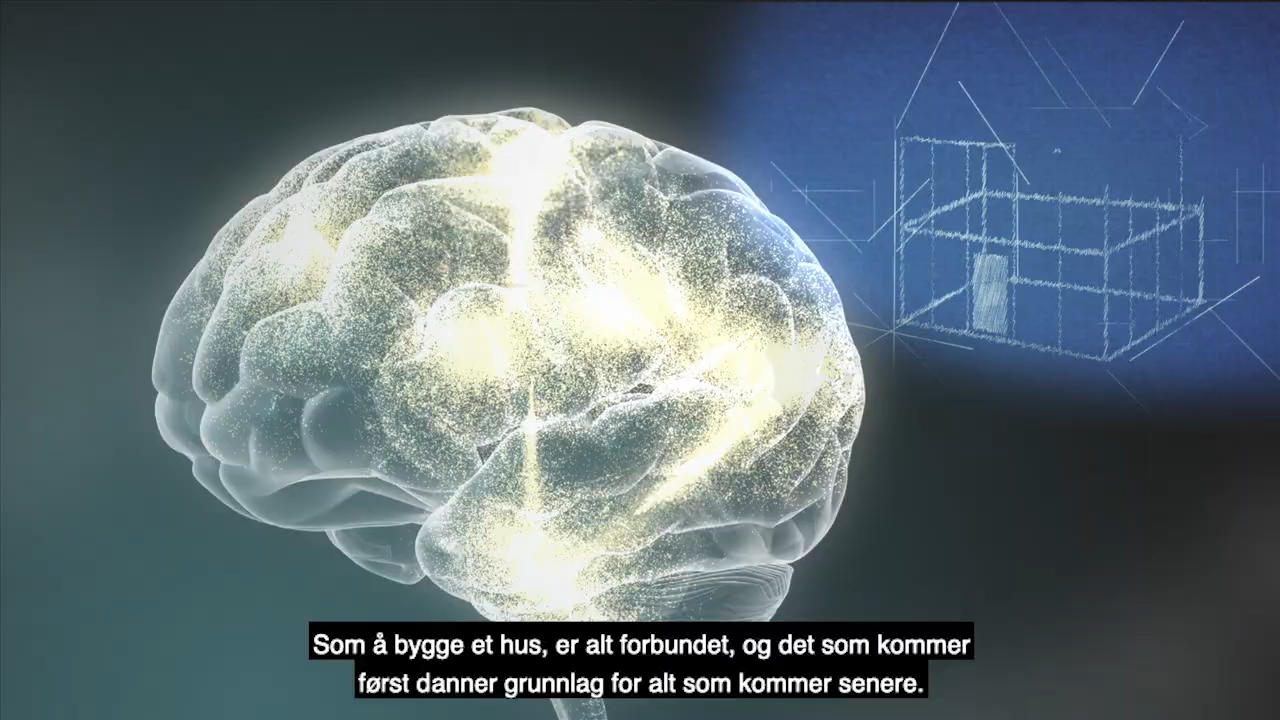 Som å bygge et hus, er alt forbundet, og det som kommer
først danner grunnlag for alt som kommer senere.